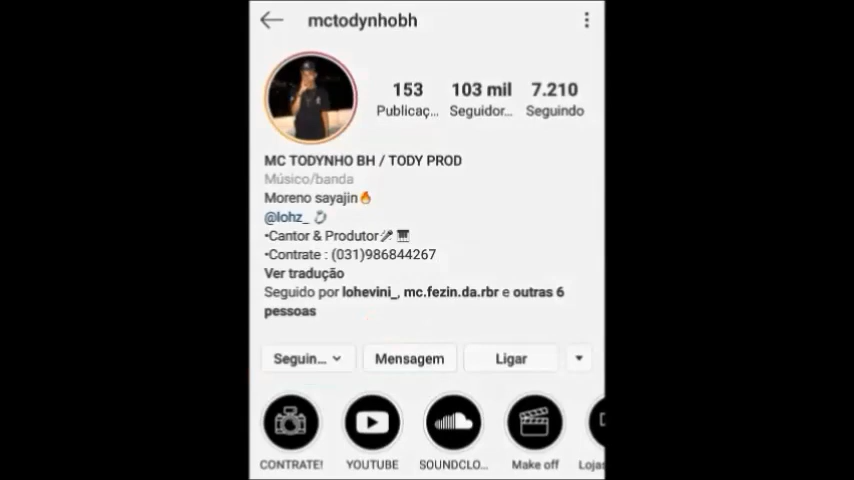 mctodynhobh
153 103 mil 7.210
Publicaç... Seguidor... Seguindo
MC TODYNHO BH / TODY PROD
Músico/banda
Moreno sayajin🔥
@lohz_ 💍
•Cantor & Produtor🎤🎹
•Contrate : (031)986844267
Ver tradução
Seguido por lohevini_, mc.fezin.da.rbr e outras 6
pessoas
Seguin... Mensagem Ligar
CONTRATE! YOUTUBE SOUNDCLO... Make off Lojas